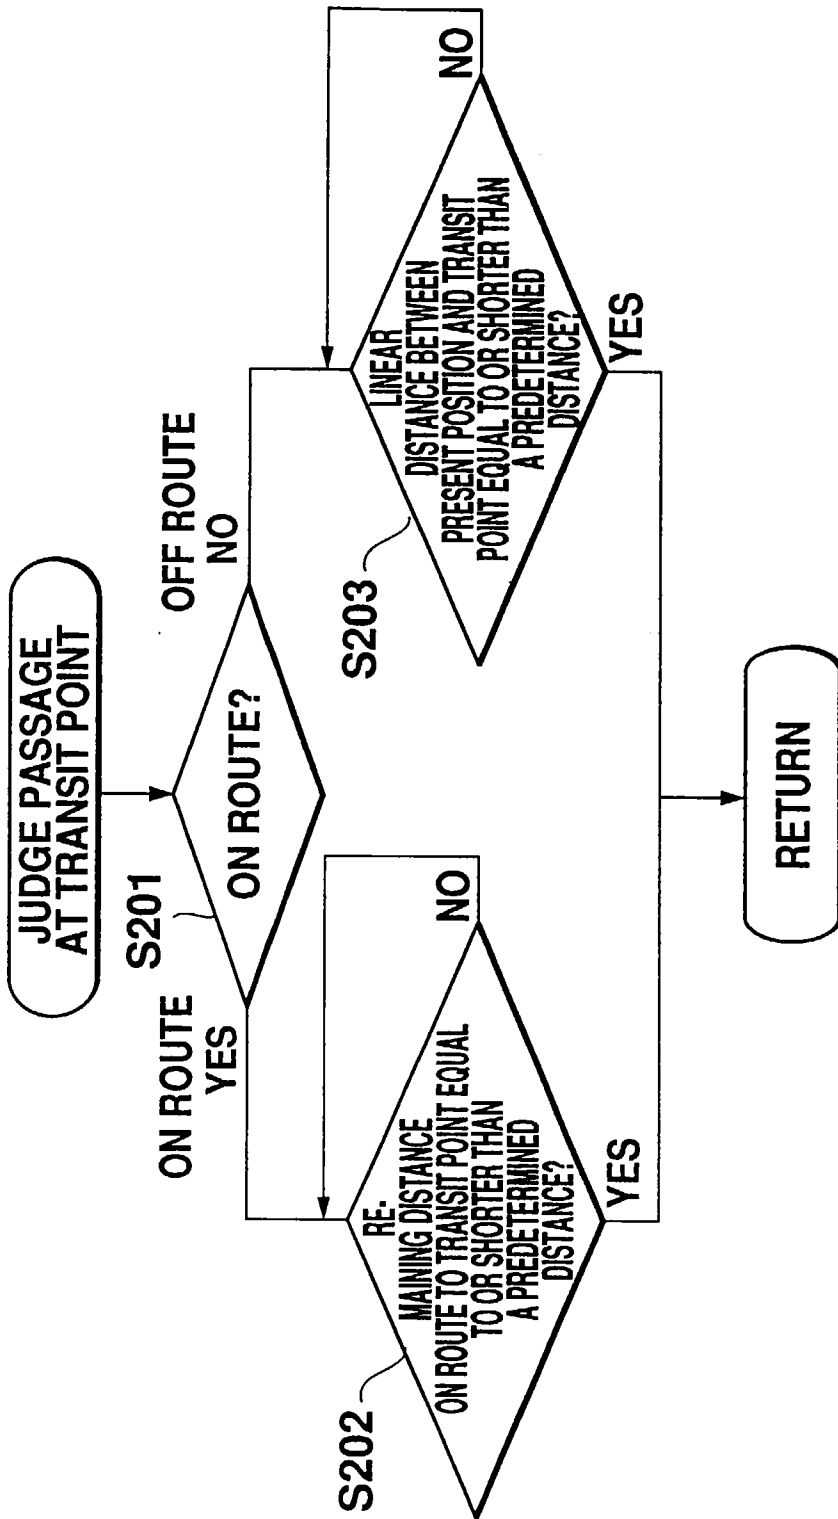 JUDGE PASSAGE
AT TRANSIT POINT
S201
ON ROUTE?
ON ROUTE
YES
OFF ROUTE
NO
S202
RE-
MAINING DISTANCE
ON ROUTE TO TRANSIT POINT EQUAL
TO OR SHORTER THAN
A PREDETERMINED
DISTANCE?
NO
YES
S203
LINEAR
DISTANCE BETWEEN
PRESENT POSITION AND TRANSIT
POINT EQUAL TO OR SHORTER THAN
A PREDETERMINED
DISTANCE?
NO
YES
RETURN